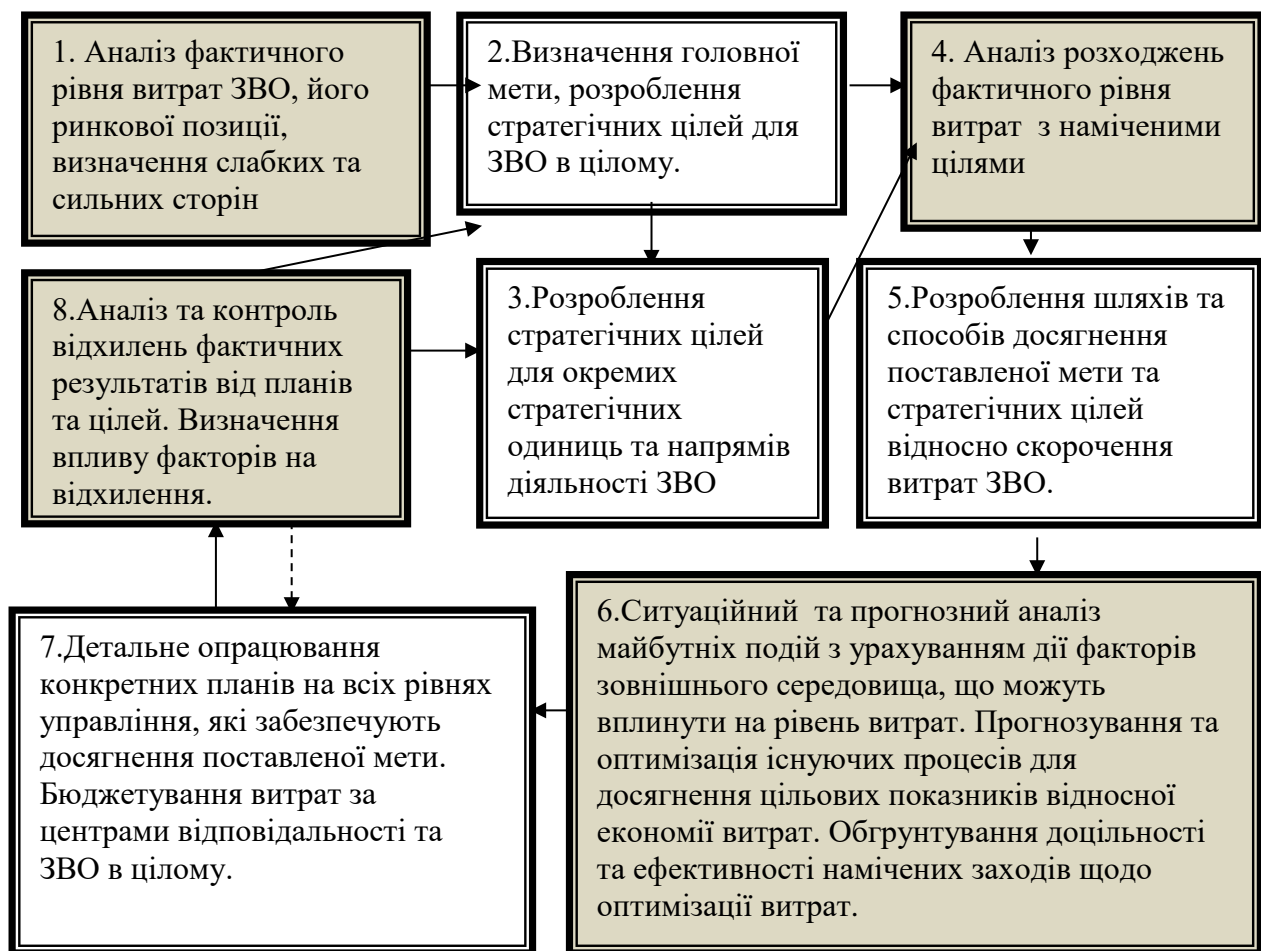 1. Аналіз фактичного
рівня витрат ЗВО, його
ринкової позиції,
визначення слабких та
сильних сторін
2.Визначення головної
мети, розроблення
стратегічних цілей для
ЗВО в цілому.
4. Аналіз розходжень
фактичного рівня
витрат з наміченими
цілями
8.Аналіз та контроль
відхилень фактичних
результатів від планів
та цілей. Визначення
впливу факторів на
відхилення.
3.Розроблення
стратегічних цілей
для окремих
стратегічних
одиниць та напрямів
діяльності ЗВО
5.Розроблення шляхів та
способів досягнення
поставленої мети та
стратегічних цілей
відносно скорочення
витрат ЗВО.
7.Детальне опрацювання
конкретних планів на всіх рівнях
управління, які забезпечують
досягнення поставленої мети.
Бюджетування витрат за
центрами відповідальності та
ЗВО в цілому.
6.Ситуаційний та прогнозний аналіз
майбутніх подій з урахуванням дії факторів
зовнішнього середовища, що можуть
вплинути на рівень витрат. Прогнозування та
оптимізація існуючих процесів для
досягнення цільових показників відносної
економії витрат. Обгрунтування доцільності
та ефективності намічених заходів щодо
оптимізації витрат.